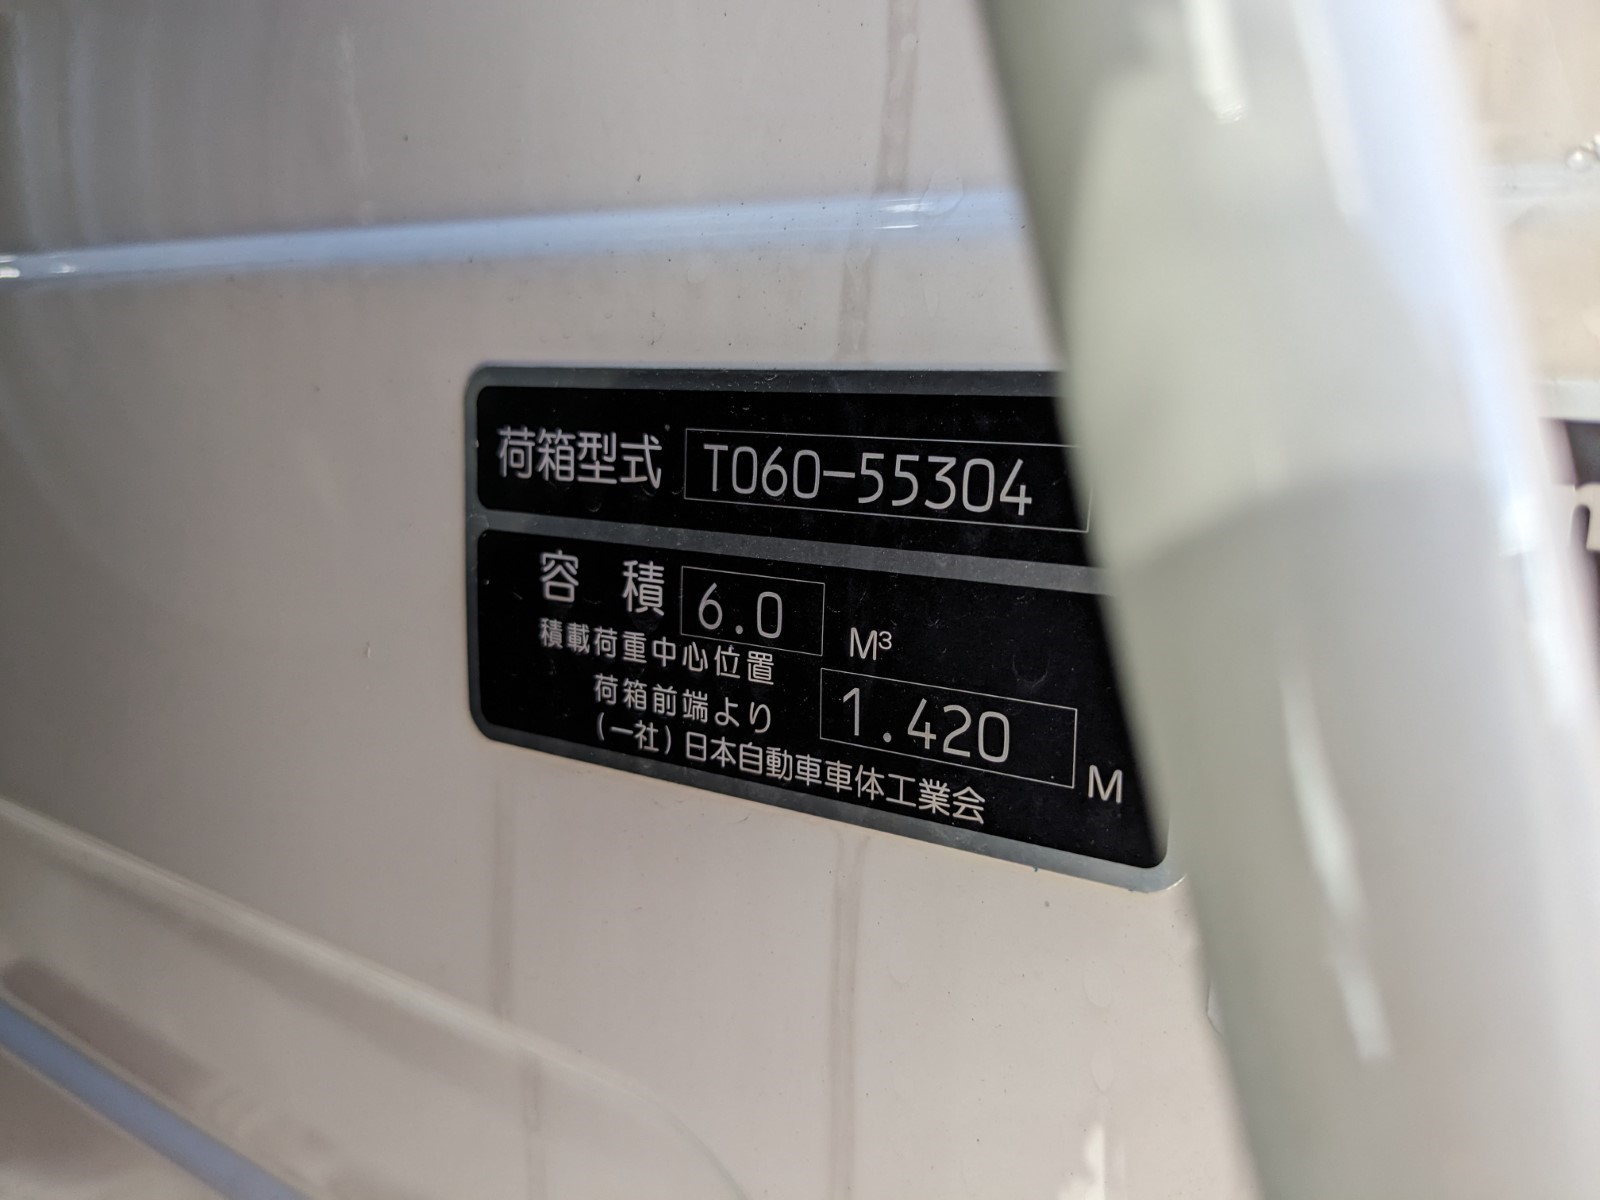 荷箱型式 T060-55304
容 積 6.0 M³
積載荷重中心位置
荷箱前端より 1.420 M
(一社)日本自動車車体工業会